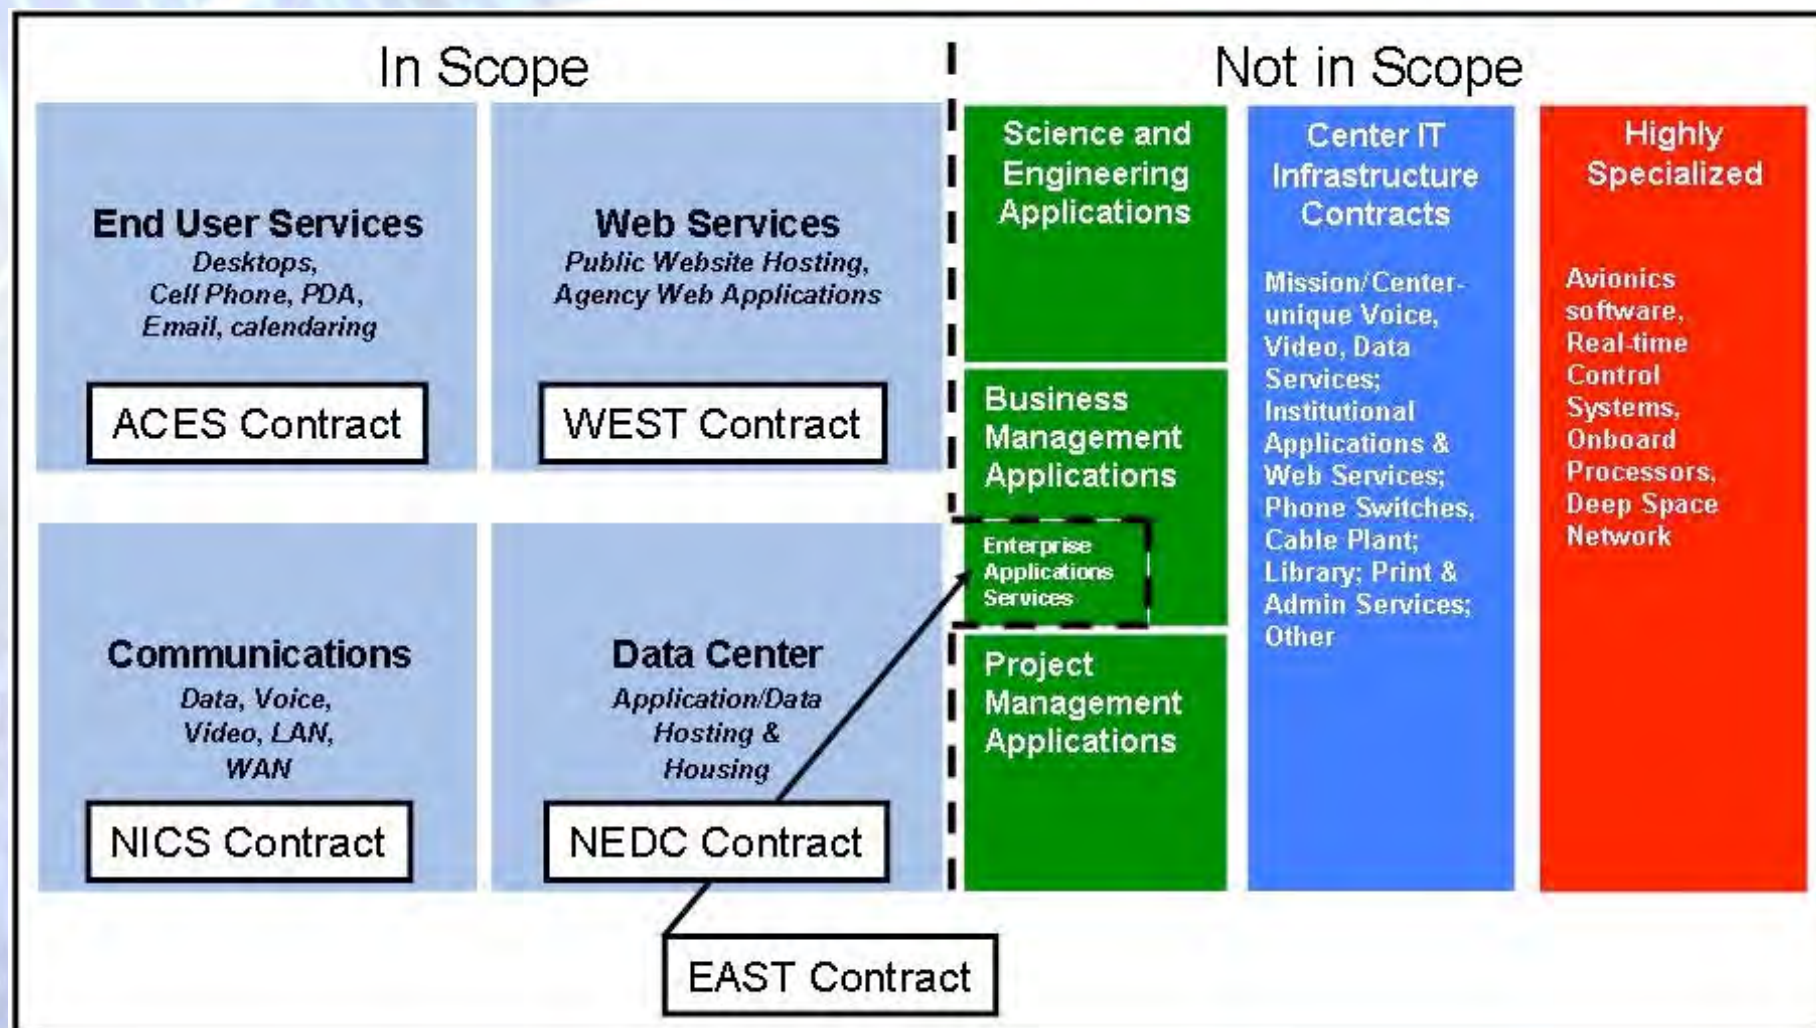 In Scope
Not in Scope
End User Services
Desktops,
Cell Phone, PDA,
Email, calendaring
ACES Contract
Web Services
Public Website Hosting,
Agency Web Applications
WEST Contract
Communications
Data, Voice,
Video, LAN,
WAN
NICS Contract
Data Center
Application/Data
Hosting &
Housing
NEDC Contract
EAST Contract
Science and
Engineering
Applications
Business
Management
Applications
Enterprise
Applications
Services
Project
Management
Applications
Center IT
Infrastructure
Contracts
Mission/Center-
unique Voice,
Video, Data
Services;
Institutional
Applications &
Web Services;
Phone Switches,
Cable Plant;
Library; Print &
Admin Services;
Other
Highly
Specialized
Avionics
software,
Real-time
Control
Systems,
Onboard
Processors,
Deep Space
Network